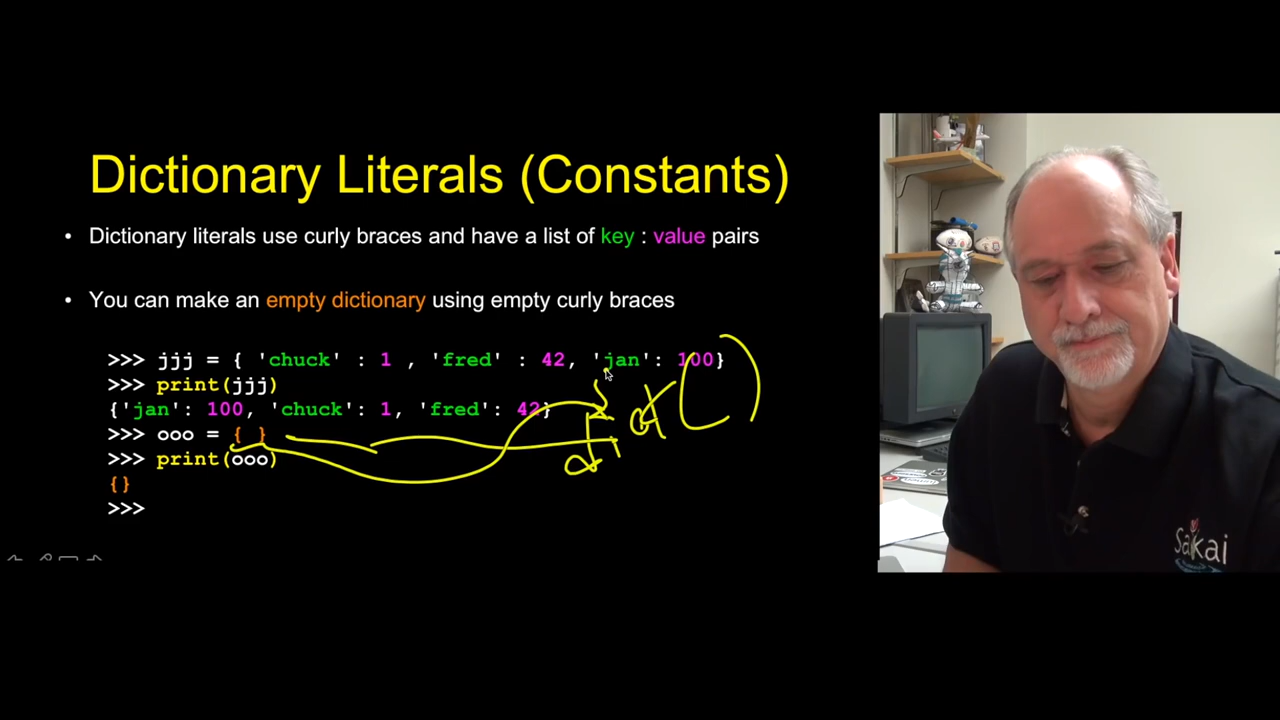 Dictionary Literals (Constants)
• Dictionary literals use curly braces and have a list of key : value pairs
• You can make an empty dictionary using empty curly braces
>>> jjj = { 'chuck' : 1 , 'fred' : 42, 'jan': 100}
>>> print(jjj)
{'jan': 100, 'chuck': 1, 'fred': 42}
>>> ooo = { }
>>> print(ooo)
{}
>>>
Sakai